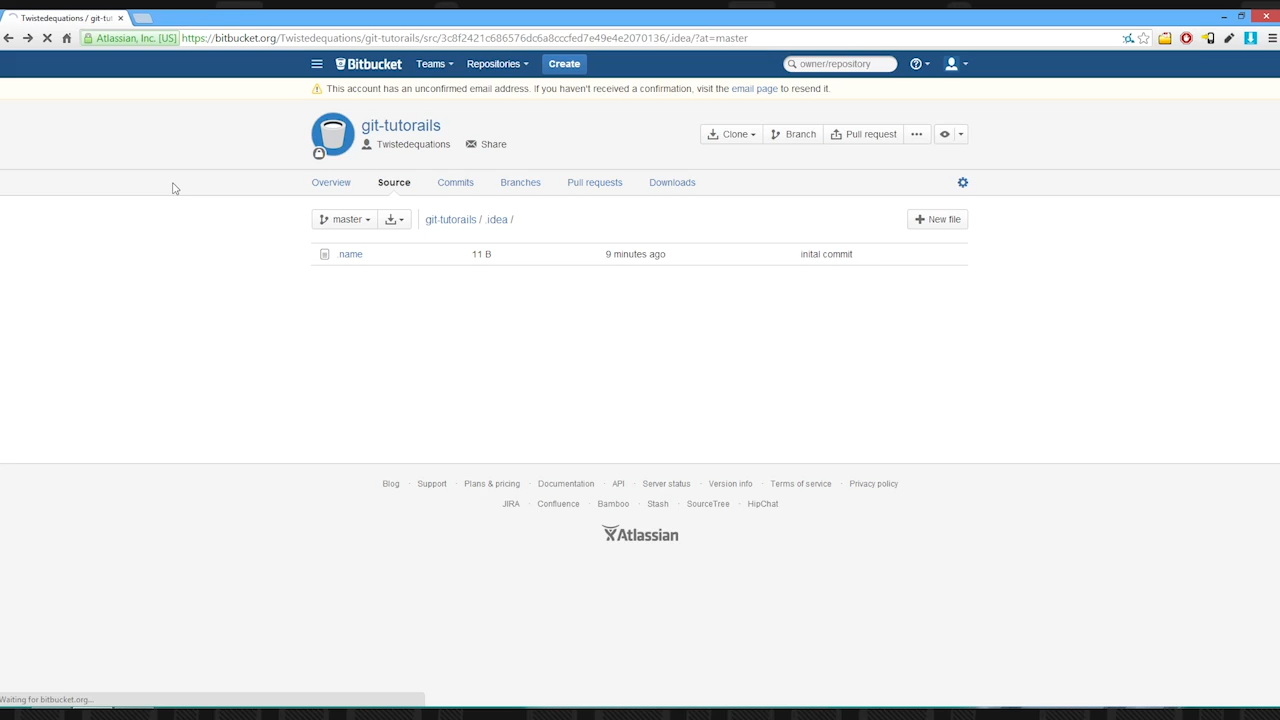 Twistedequations / git-tut
Atlassian, Inc. [US] https://bitbucket.org/Twistedequations/git-tutorails/src/3c8f2421c686576dc6a8cccfed7e49e4e2070136/.idea/?at=master
Bitbucket Teams Repositories Create owner/repository
This account has an unconfirmed email address. If you haven't received a confirmation, visit the email page to resend it.
git-tutorails
Twistedequations Share
Clone Branch Pull request
Overview Source Commits Branches Pull requests Downloads
master git-tutorails / .idea / New file
.name 11 B 9 minutes ago inital commit
Blog · Support · Plans & pricing · Documentation · API · Server status · Version info · Terms of service · Privacy policy
JIRA · Confluence · Bamboo · Stash · SourceTree · HipChat
Atlassian
Waiting for bitbucket.org...